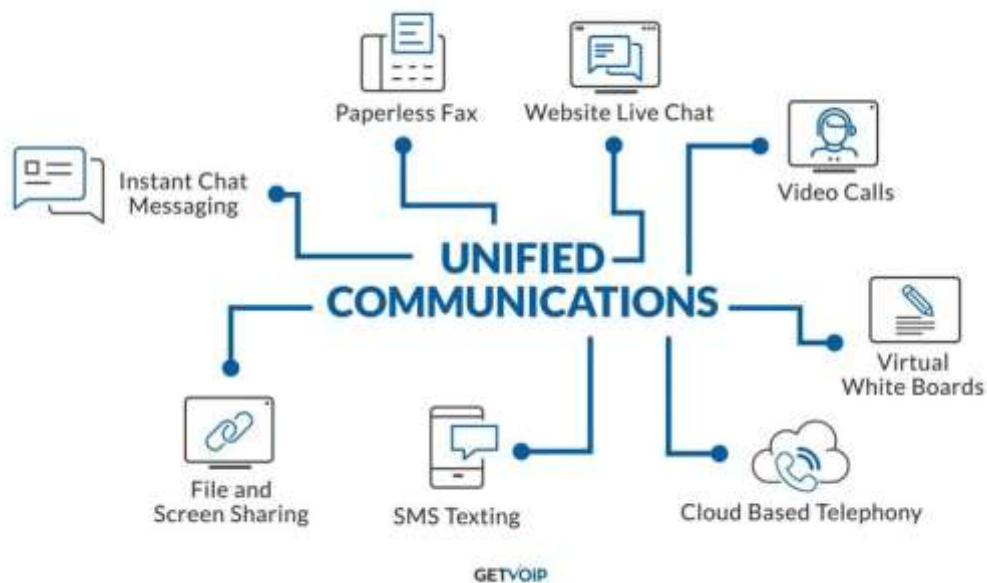 Paperless Fax
Website Live Chat
Video Calls
Instant Chat
Messaging
UNIFIED
COMMUNICATIONS
Virtual
White Boards
File and
Screen Sharing
SMS Texting
Cloud Based Telephony
GETVOIP